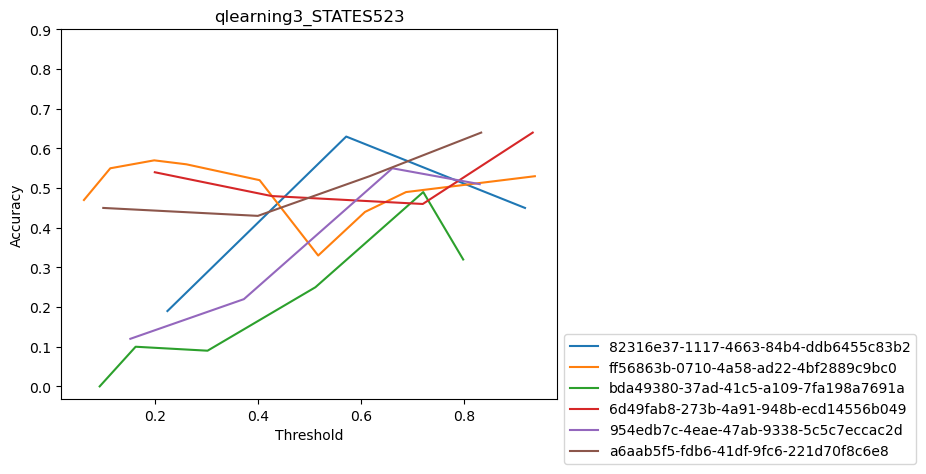 qlearning3_STATES523
0.9
0.8
0.7
0.6
0.5
0.4
0.3
0.2
0.1
0.0
Accuracy
0.2 0.4 0.6 0.8
Threshold
82316e37-1117-4663-84b4-ddb6455c83b2
ff56863b-0710-4a58-ad22-4bf2889c9bc0
bda49380-37ad-41c5-a109-7fa198a7691a
6d49fab8-273b-4a91-948b-ecd14556b049
954edb7c-4eae-47ab-9338-5c5c7eccac2d
a6aab5f5-fdb6-41df-9fc6-221d70f8c6e8